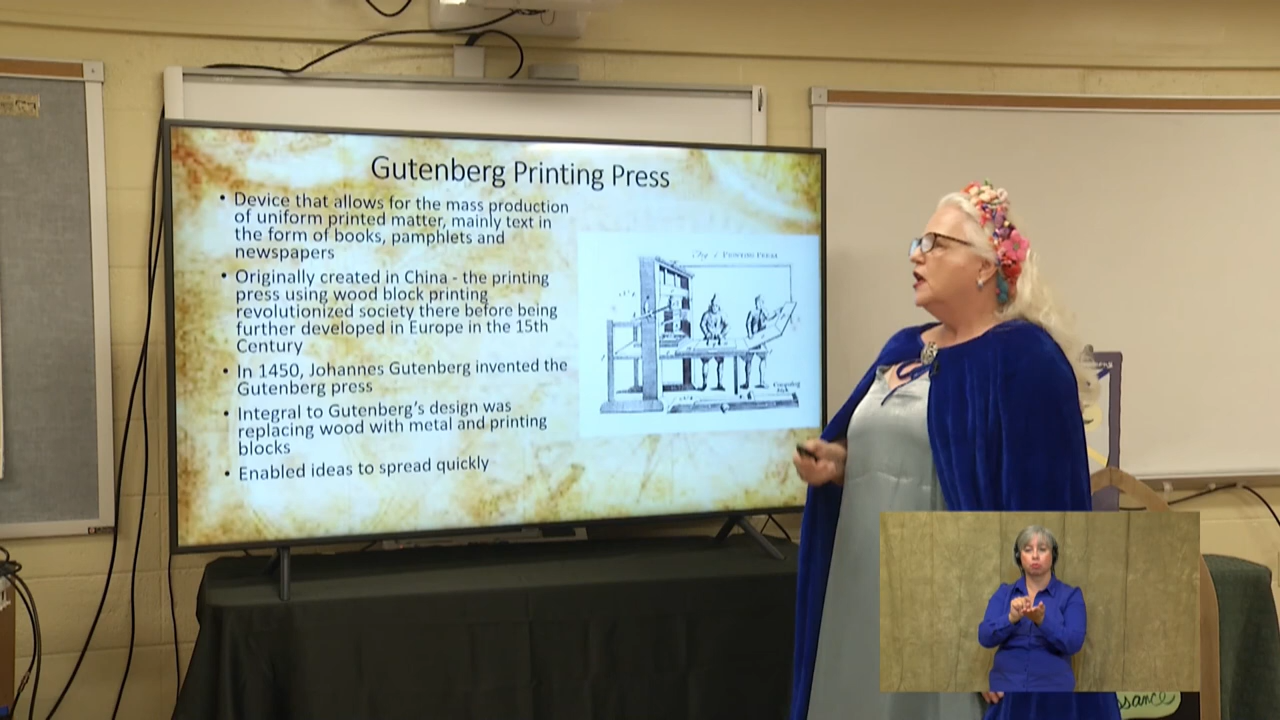 Gutenberg Printing Press
• Device that allows for the mass production
of uniform printed matter, mainly text in
the form of books, pamphlets and
newspapers
• Originally created in China - the printing
press using wood block printing
revolutionized society there before being
further developed in Europe in the 15th
Century
• In 1450, Johannes Gutenberg invented the
Gutenberg press
• Integral to Gutenberg's design was
replacing wood with metal and printing
blocks
• Enabled ideas to spread quickly
PRINTING PRESS
ssance